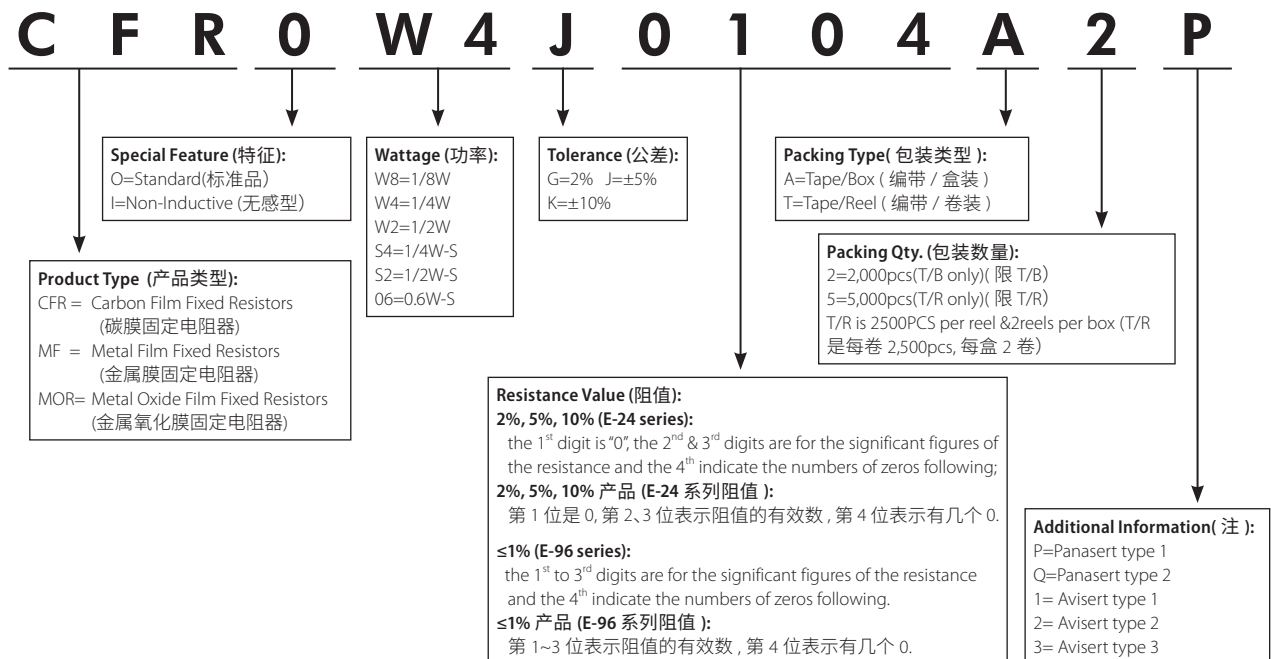 C F R 0 W 4 J 0 1 0 4 A 2 P
Special Feature (特征):
O=Standard(标准品)
I=Non-Inductive (无感型)
Wattage (功率):
W8=1/8W
W4=1/4W
W2=1/2W
S4=1/4W-S
S2=1/2W-S
06=0.6W-S
Tolerance (公差):
G=2% J=±5%
K=±10%
Packing Type( 包装类型 ):
A=Tape/Box ( 编带 / 盒装 )
T=Tape/Reel ( 编带 / 卷装 )
Product Type (产品类型):
CFR = Carbon Film Fixed Resistors
(碳膜固定电阻器)
MF = Metal Film Fixed Resistors
(金属膜固定电阻器)
MOR= Metal Oxide Film Fixed Resistors
(金属氧化膜固定电阻器)
Packing Qty. (包装数量):
2=2,000pcs(T/B only)( 限 T/B)
5=5,000pcs(T/R only)( 限 T/R)
T/R is 2500PCS per reel &2reels per box (T/R
是每卷 2,500pcs, 每盒 2 卷)
Resistance Value (阻值):
2%, 5%, 10% (E-24 series):
the 1st digit is "0", the 2nd & 3rd digits are for the significant figures of
the resistance and the 4th indicate the numbers of zeros following;
2%, 5%, 10% 产品 (E-24 系列阻值 ):
第 1 位是 0, 第 2、3 位表示阻值的有效数 , 第 4 位表示有几个 0.
≤1% (E-96 series):
the 1st to 3rd digits are for the significant figures of the resistance
and the 4th indicate the numbers of zeros following.
≤1% 产品 (E-96 系列阻值 ):
第 1~3 位表示阻值的有效数 , 第 4 位表示有几个 0.
Additional Information( 注 ):
P=Panasert type 1
Q=Panasert type 2
1= Avisert type 1
2= Avisert type 2
3= Avisert type 3